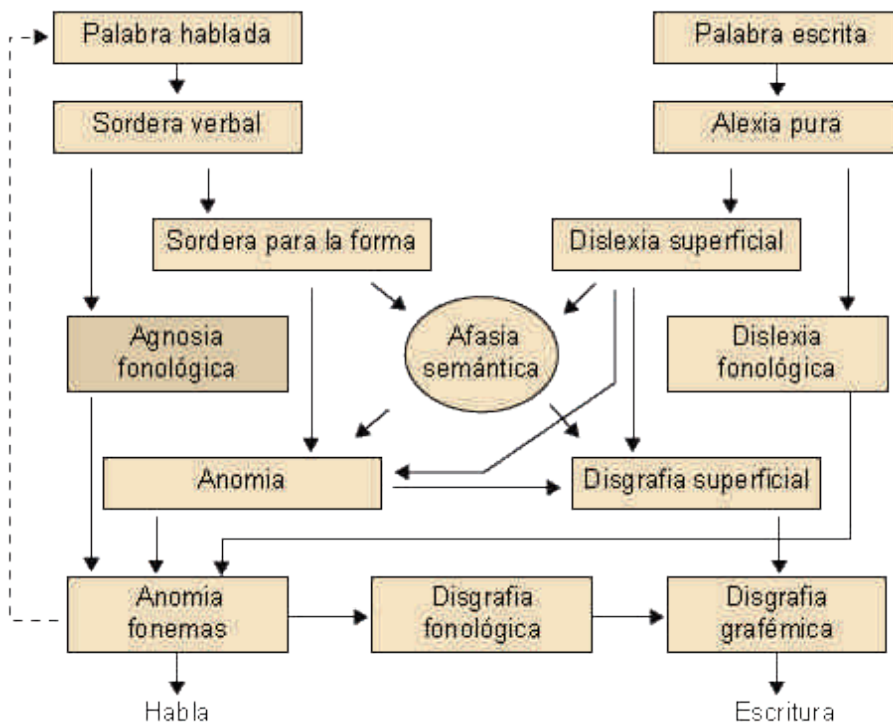 Palabra hablada
Palabra escrita
Sordera verbal
Alexia pura
Sordera para la forma
Dislexia superficial
Agnosia
fonológica
Afasia
semántica
Dislexia
fonológica
Anomia
Disgrafia superficial
Anomia
fonemas
Disgrafia
fonológica
Disgrafia
grafémica
Habla
Escritura